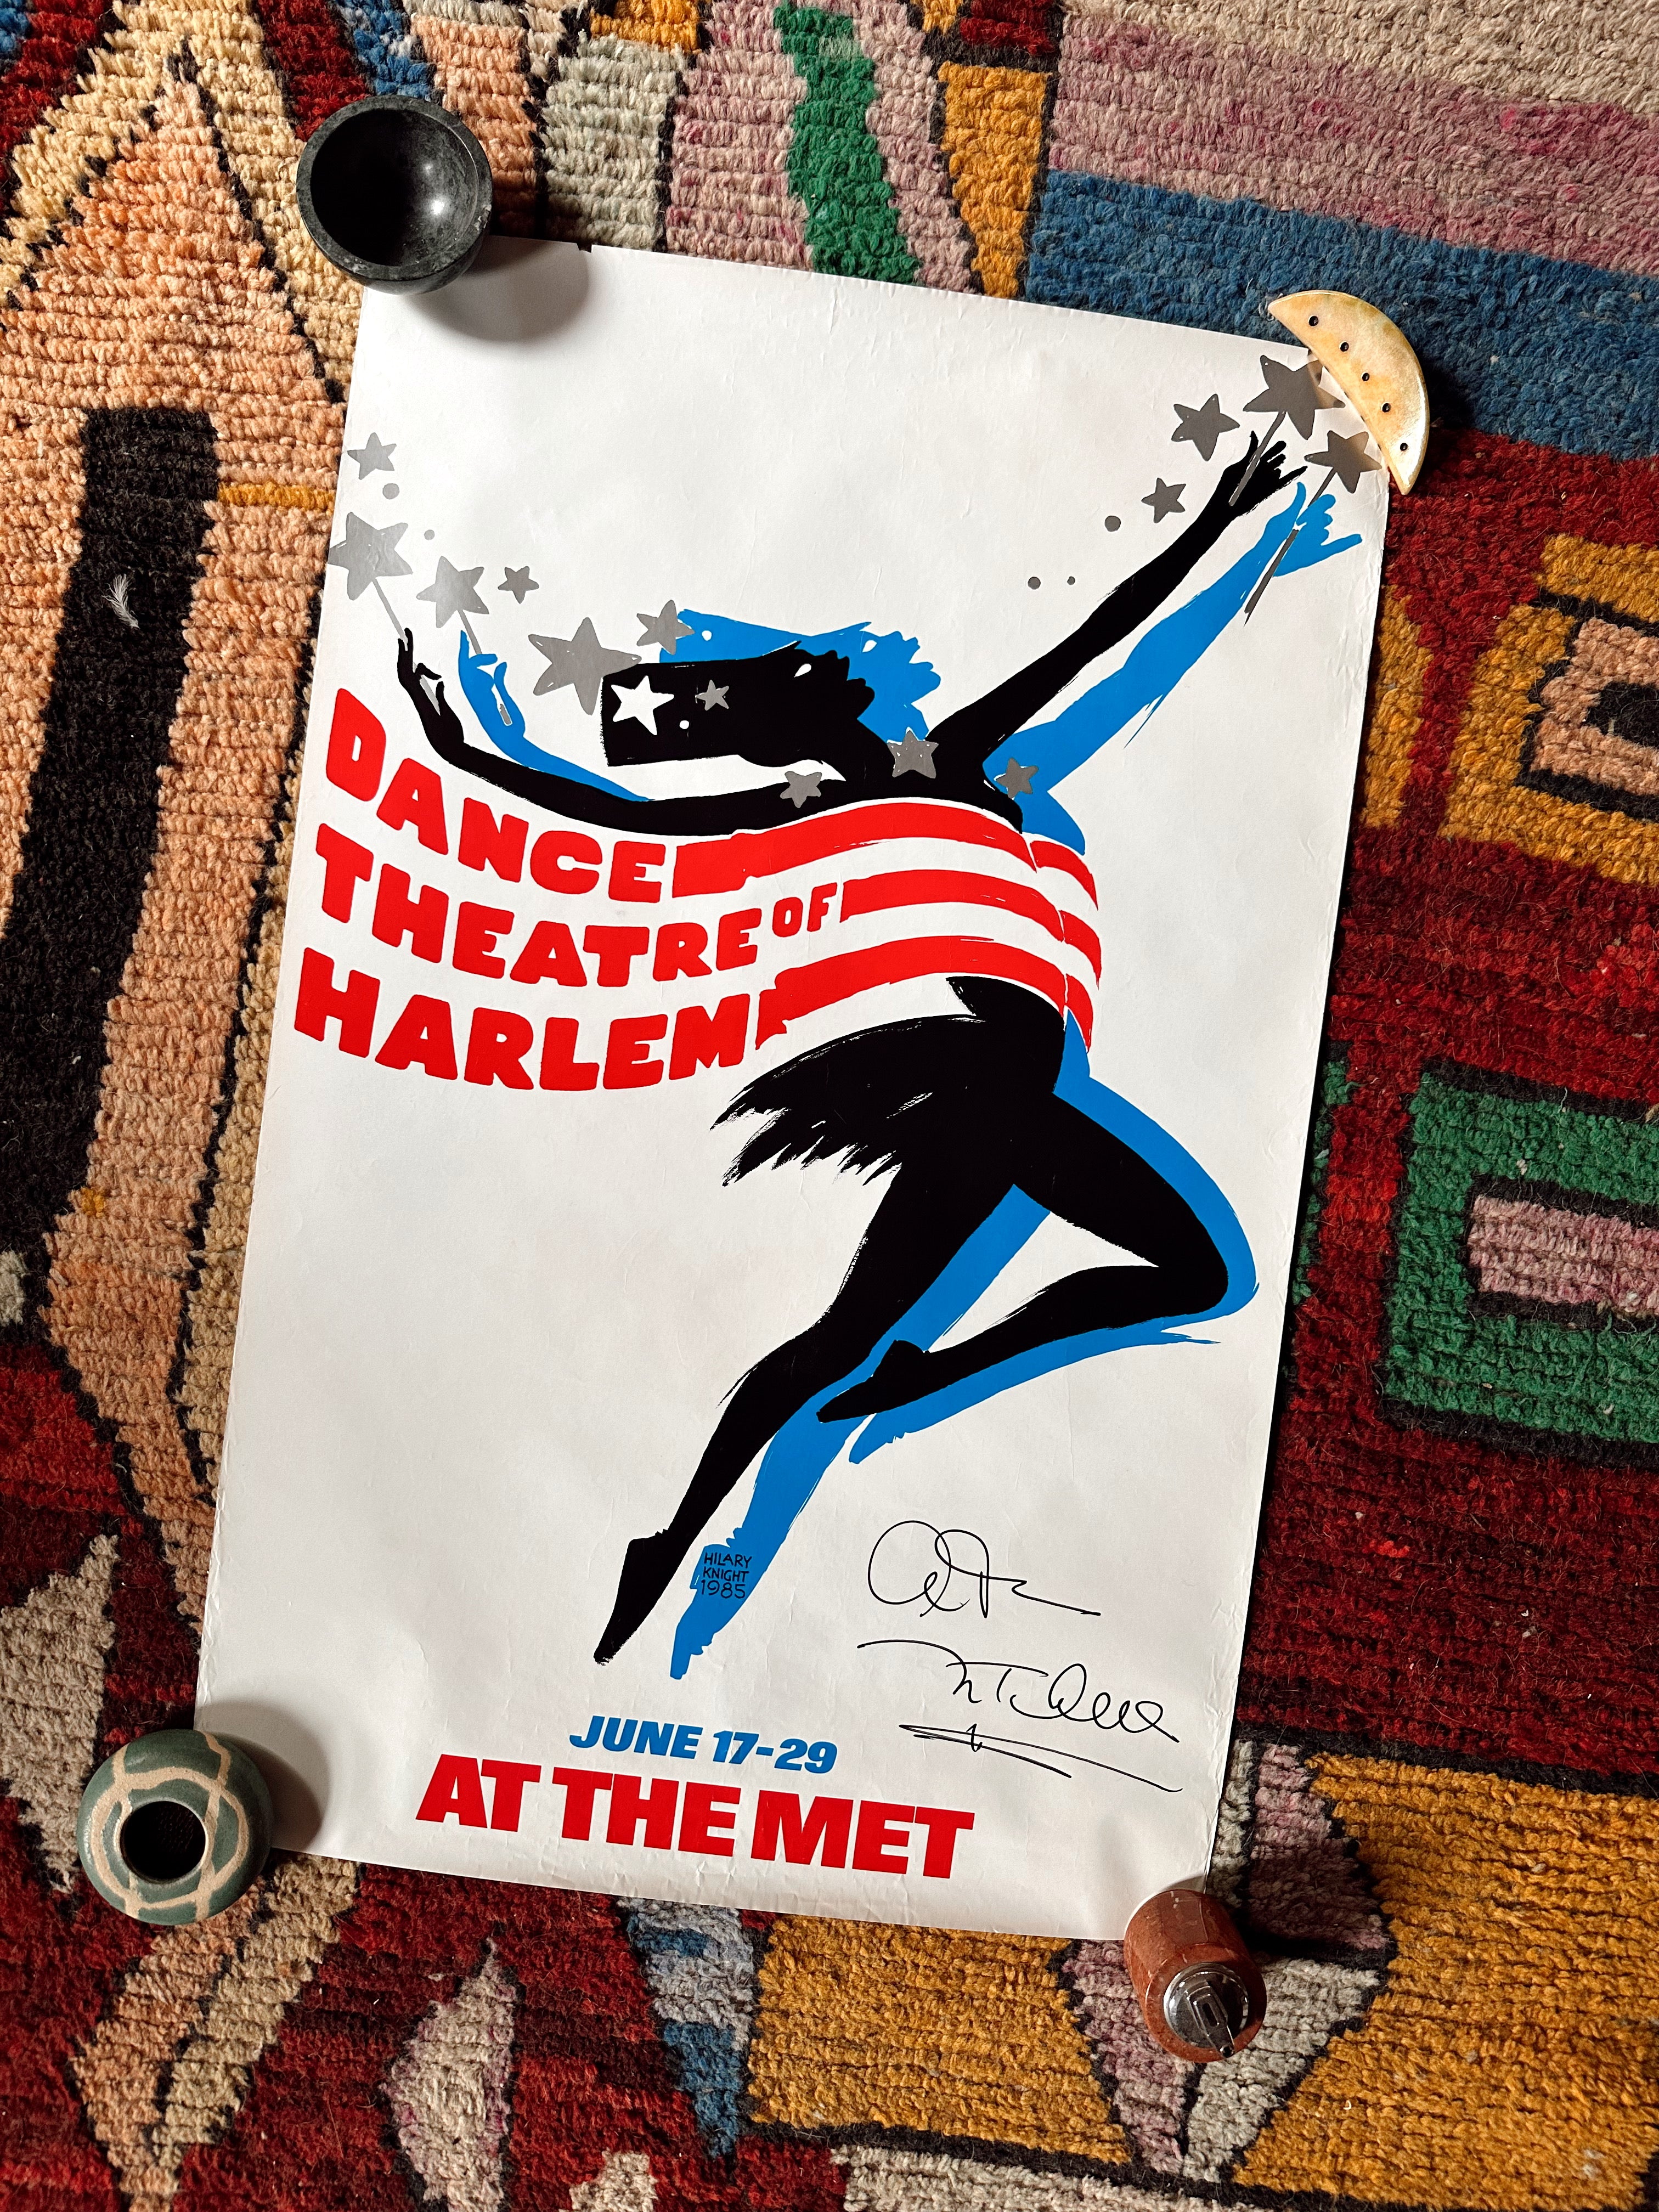 DANCE
THEATRE OF
HARLEM
HILARY
KNIGHT
1985
JUNE 17-29
AT THE MET